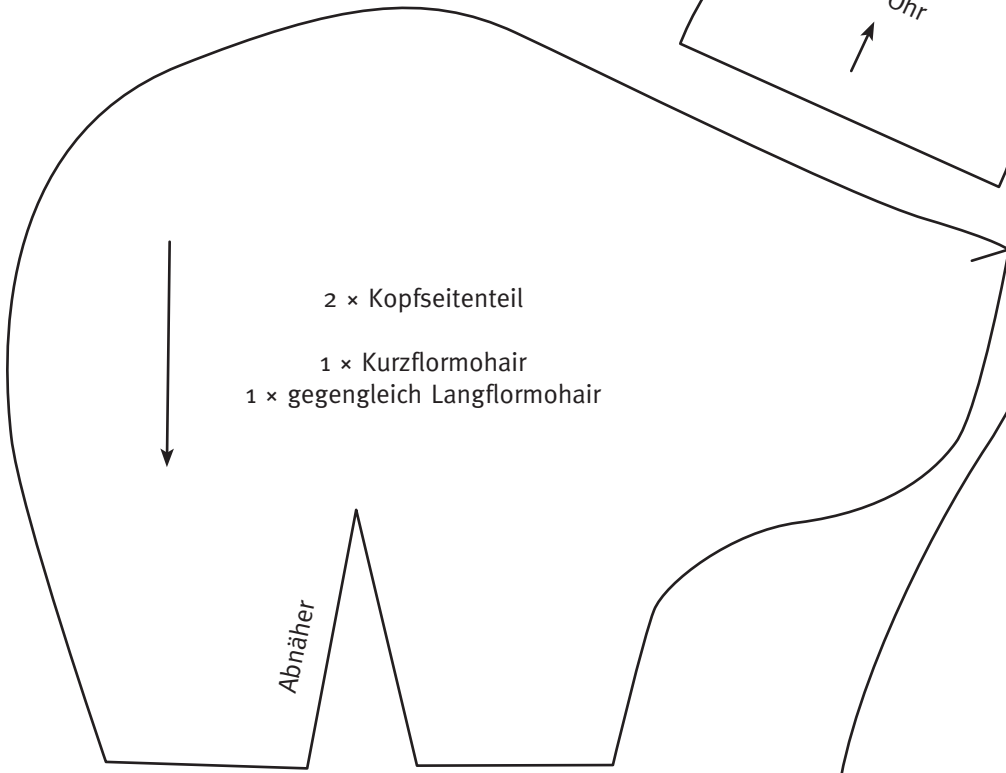 Ohr
2 × Kopfseitenteil
1 × Kurzflormohair
1 × gegengleich Langflormohair
Abnäher